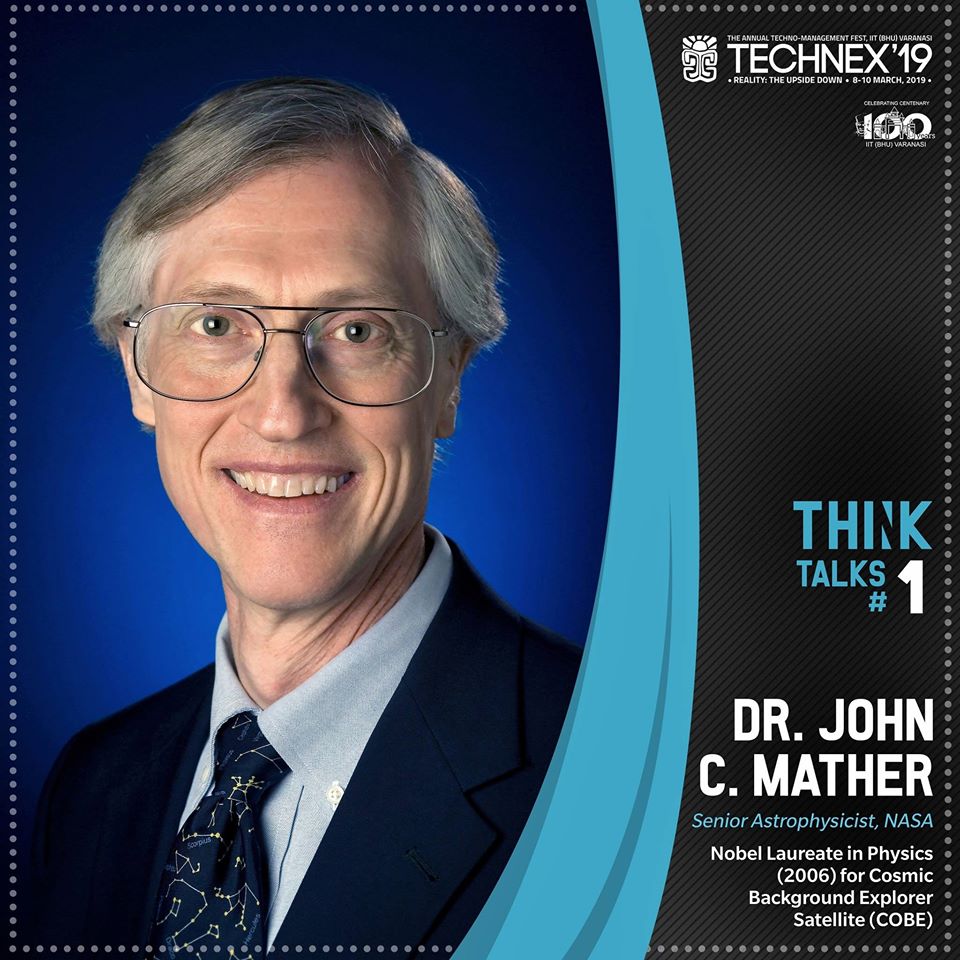 THE ANNUAL TECHNO-MANAGEMENT FEST, IIT (BHU) VARANASI
TECHNEX'19
• REALITY: THE UPSIDE DOWN • 8-10 MARCH, 2019 •
CELEBRATING CENTENARY
100 years
IIT (BHU) VARANASI
THINK
TALKS
# 1
DR. JOHN
C. MATHER
Senior Astrophysicist, NASA
Nobel Laureate in Physics
(2006) for Cosmic
Background Explorer
Satellite (COBE)
Scorpius
Hercules